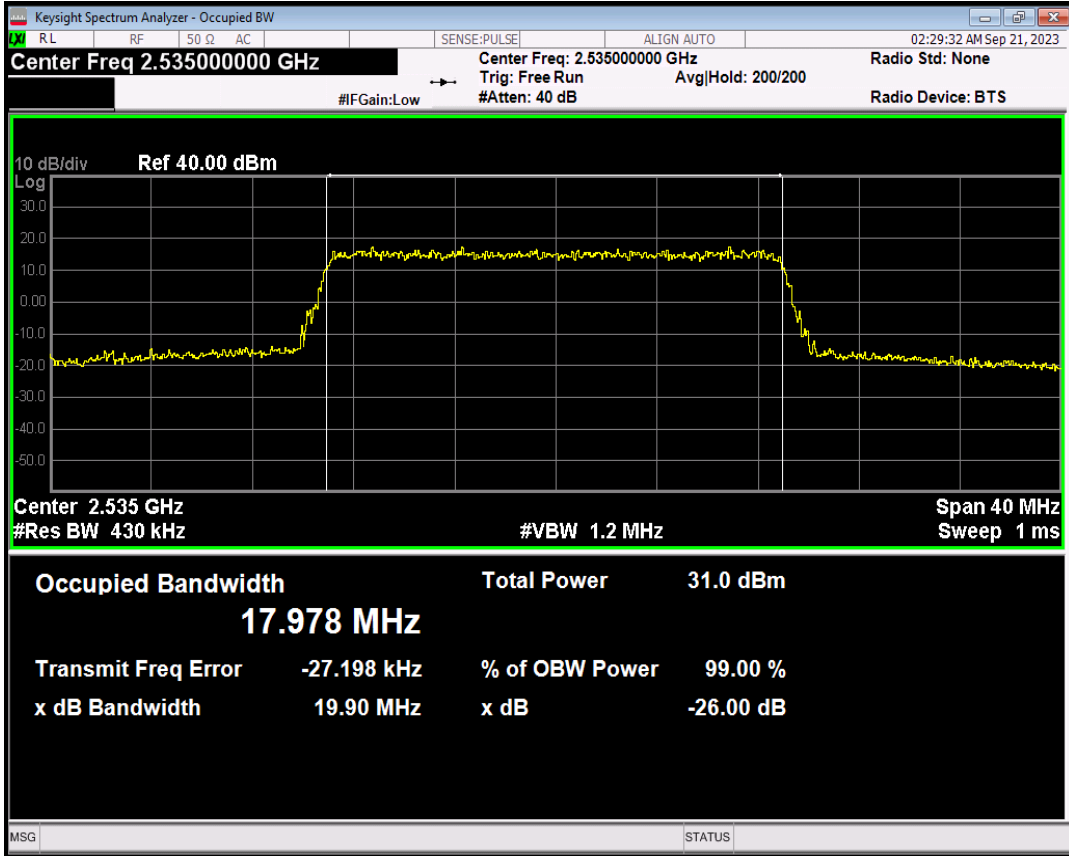 Keysight Spectrum Analyzer - Occupied BW
LXI RL RF 50 Ω AC SENSE:PULSE ALIGN AUTO 02:29:32 AM Sep 21, 2023
Center Freq 2.535000000 GHz Center Freq: 2.535000000 GHz Radio Std: None
Trig: Free Run Avg|Hold: 200/200
#IFGain:Low #Atten: 40 dB Radio Device: BTS
10 dB/div Ref 40.00 dBm
Log
30.0
20.0
10.0
0.00
-10.0
-20.0
-30.0
-40.0
-50.0
Center 2.535 GHz Span 40 MHz
#Res BW 430 kHz #VBW 1.2 MHz Sweep 1 ms
Occupied Bandwidth Total Power 31.0 dBm
17.978 MHz
Transmit Freq Error -27.198 kHz % of OBW Power 99.00 %
x dB Bandwidth 19.90 MHz x dB -26.00 dB
MSG STATUS